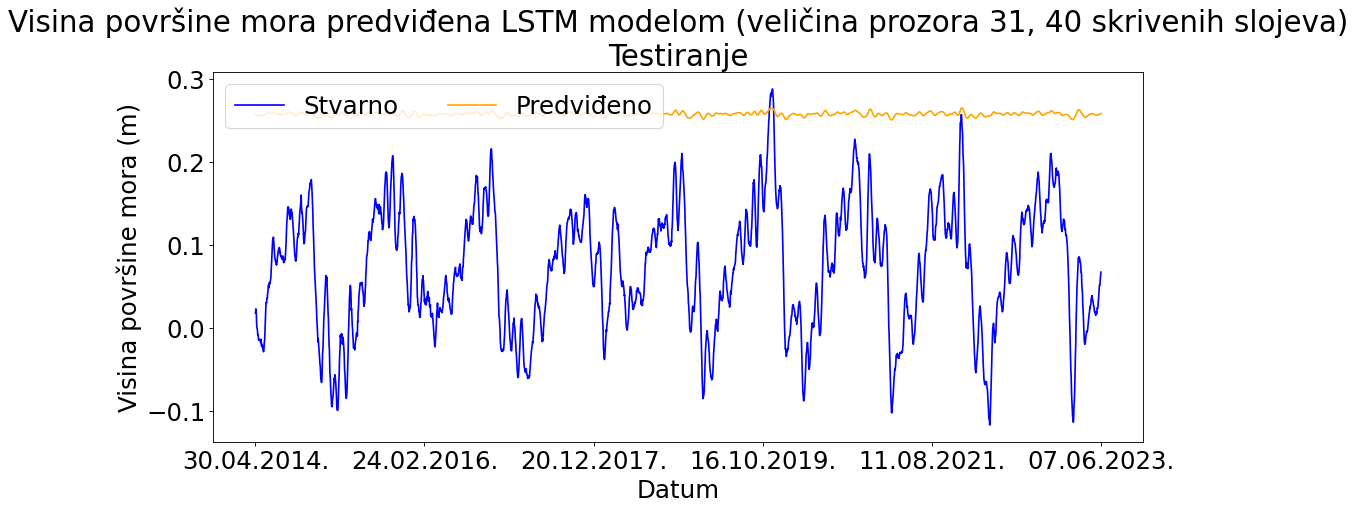 Visina površine mora predviđena LSTM modelom (veličina prozora 31, 40 skrivenih slojeva)
Testiranje
Stvarno
Predviđeno
Visina površine mora (m)
0.3
0.2
0.1
0.0
−0.1
30.04.2014.
24.02.2016.
20.12.2017.
16.10.2019.
11.08.2021.
07.06.2023.
Datum